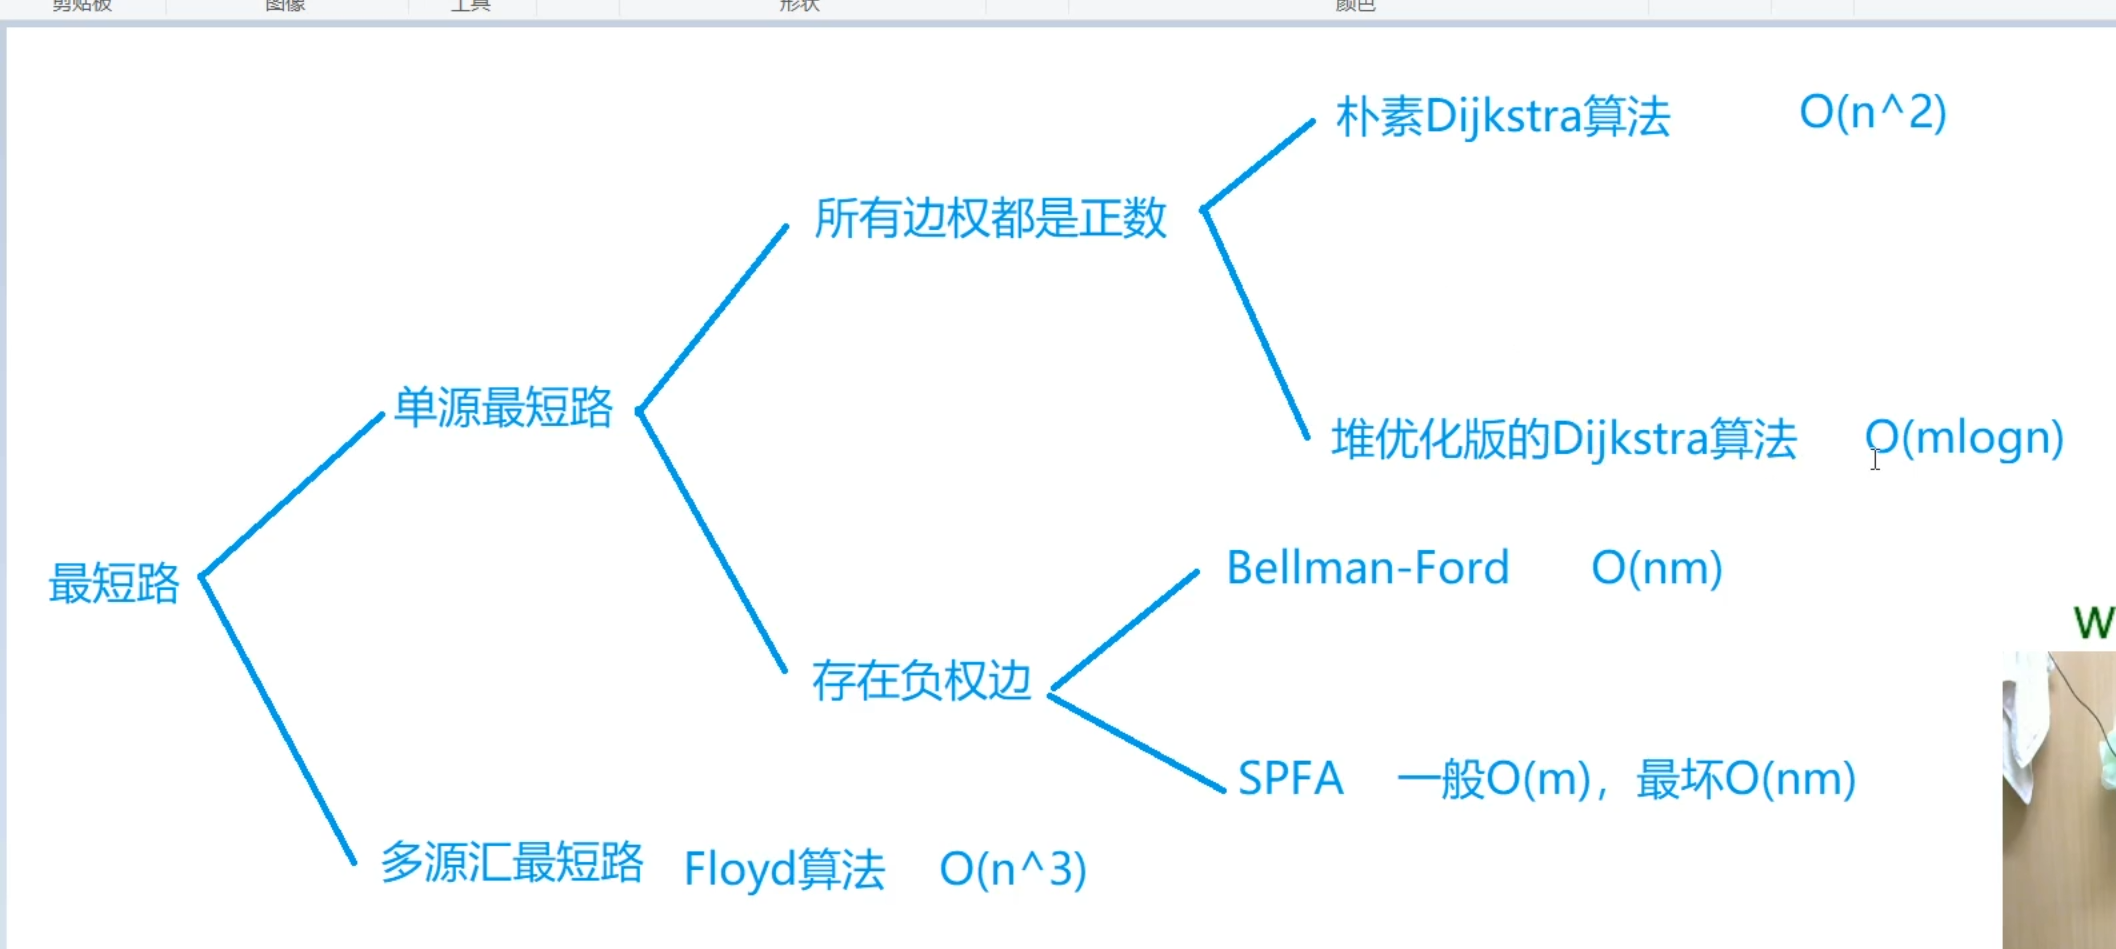 剪贴板 图像 工具 形状 颜色
朴素Dijkstra算法 O(n^2)
所有边权都是正数
单源最短路
堆优化版的Dijkstra算法 O(mlogn)
Bellman-Ford O(nm)
最短路
W
存在负权边
SPFA 一般O(m)，最坏O(nm)
多源汇最短路 Floyd算法 O(n^3)